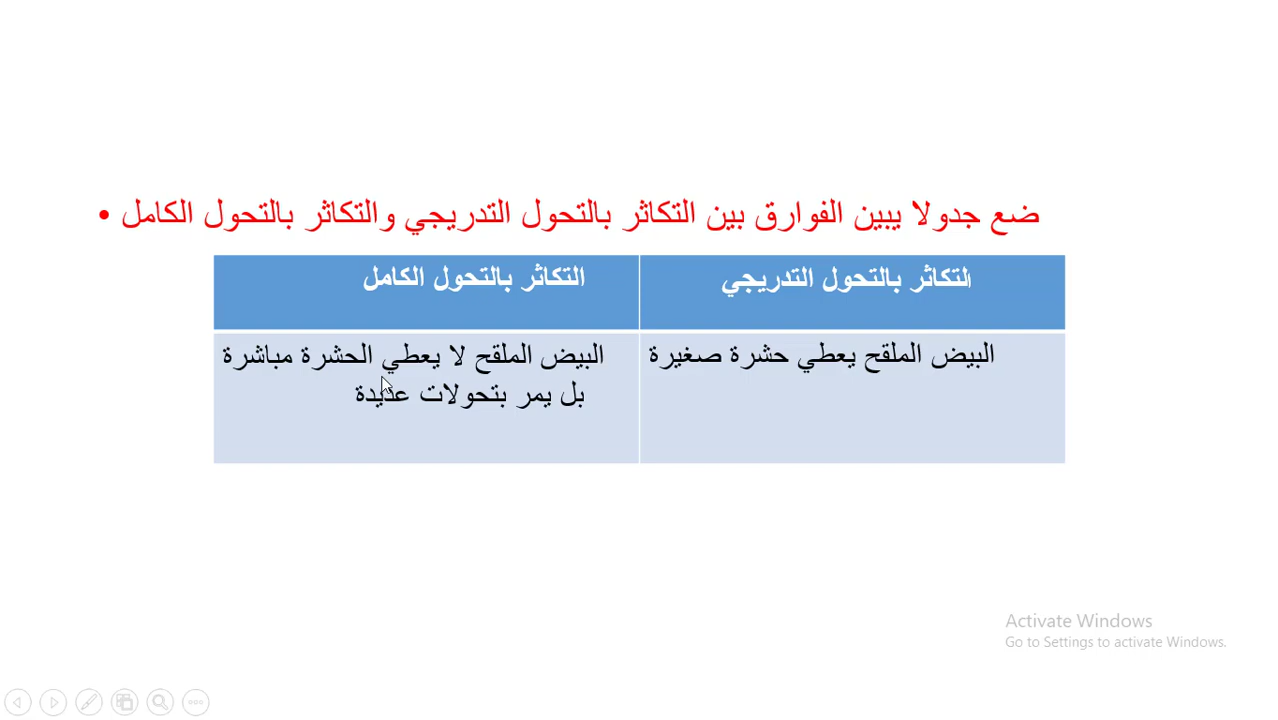 ضع جدولا يبين الفوارق بين التكاثر بالتحول التدريجي والتكاثر بالتحول الكامل •
التكاثر بالتحول التدريجي
التكاثر بالتحول الكامل
البيض الملقح يعطي حشرة صغيرة
البيض الملقح لا يعطي الحشرة مباشرة
بل يمر بتحولات عديدة
Activate Windows
Go to Settings to activate Windows.